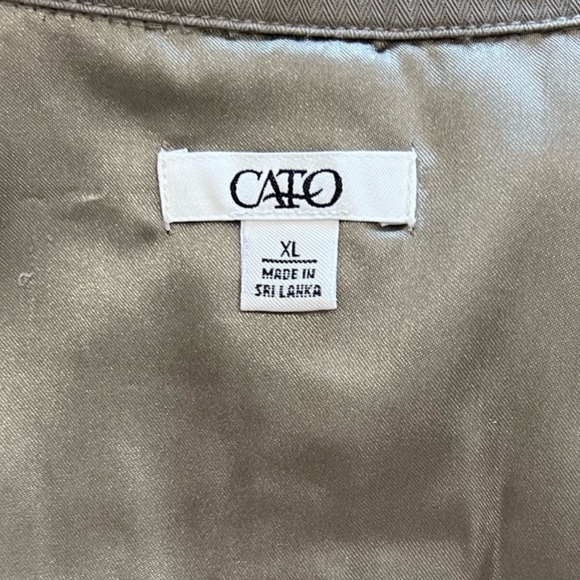 CATO
XL
MADE IN
SRI LANKA